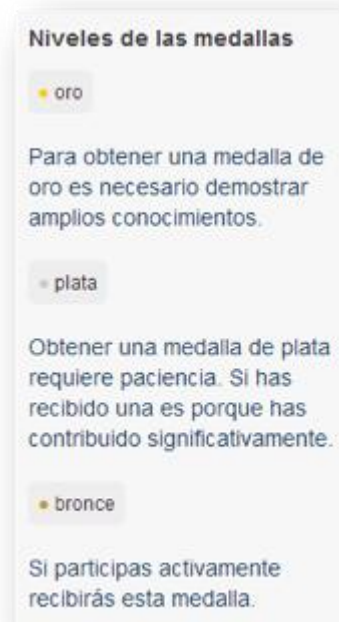 Niveles de las medallas
oro
Para obtener una medalla de
oro es necesario demostrar
amplios conocimientos.
plata
Obtener una medalla de plata
requiere paciencia. Si has
recibido una es porque has
contribuido significativamente.
bronce
Si participas activamente
recibirás esta medalla.